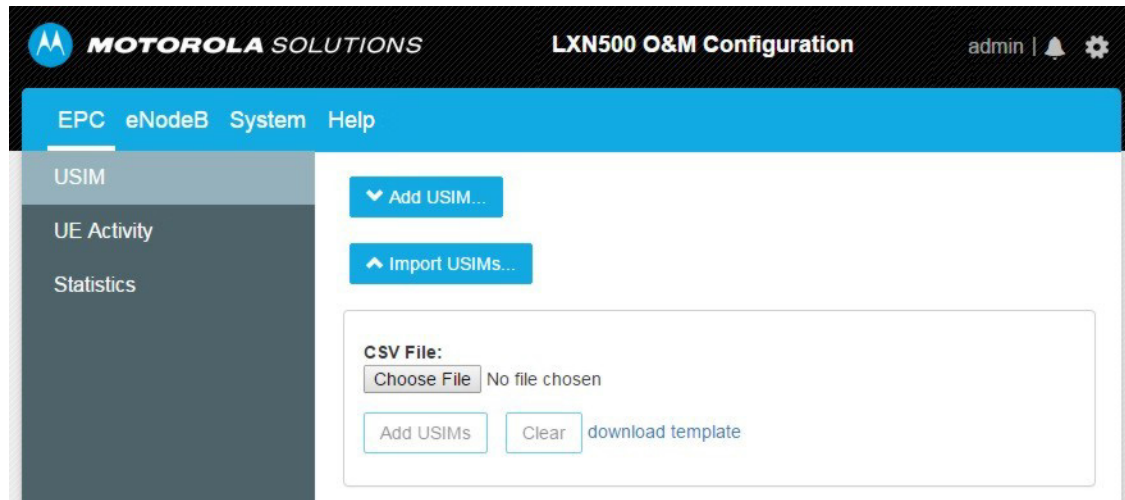 MOTOROLA SOLUTIONS LXN500 O&M Configuration admin |
EPC eNodeB System Help
USIM
UE Activity
Statistics
Add USIM...
Import USIMs...
CSV File:
Choose File No file chosen
Add USIMs Clear download template